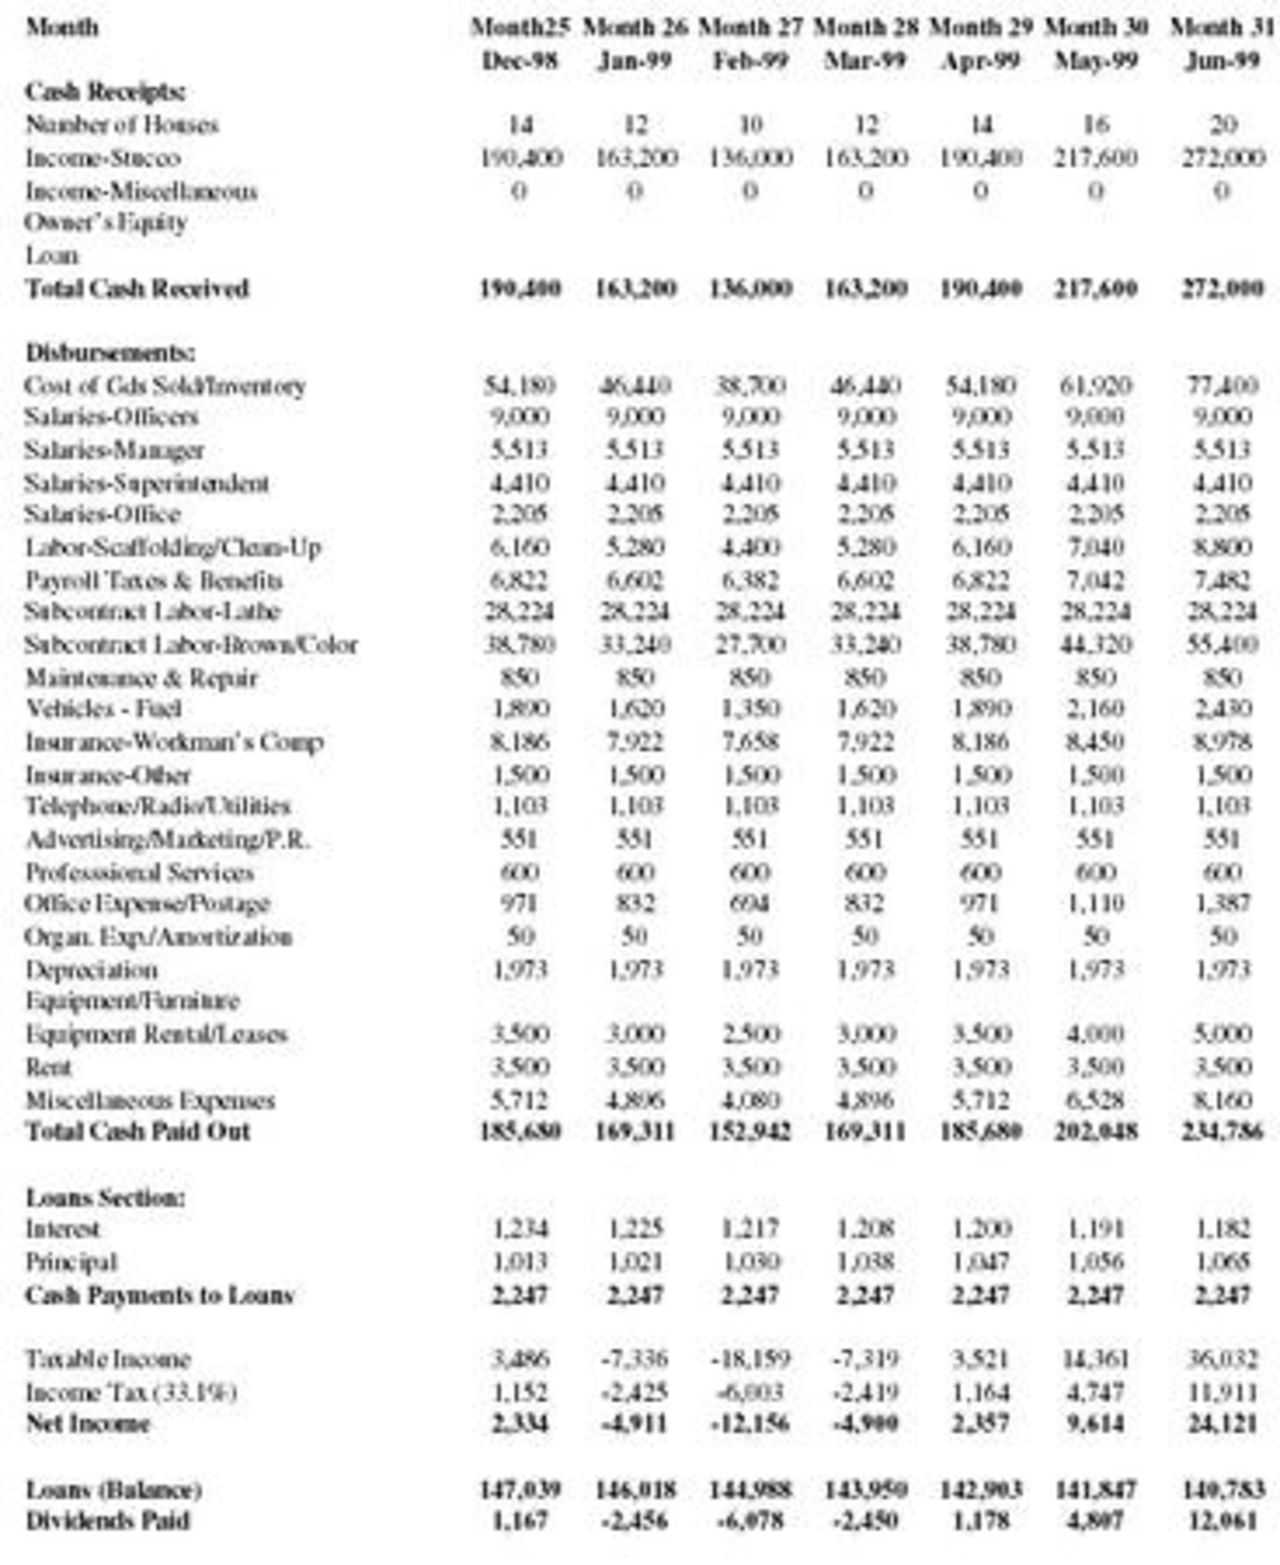 Month Month25 Month 26 Month 27 Month 28 Month 29 Month 30 Month 31
Dec-98 Jan-99 Feb-99 Mar-99 Apr-99 May-99 Jun-99
Cash Receipts:
Number of Houses 14 12 10 12 14 16 20
Income-Stucco 190,400 163,200 136,000 163,200 190,400 217,600 272,000
Income-Miscellaneous 0 0 0 0 0 0 0
Owner's Equity
Loan
Total Cash Received 190,400 163,200 136,000 163,200 190,400 217,600 272,000
Disbursements:
Cost of Gds Sold/Inventory 54,180 46,440 38,700 46,440 54,180 61,920 77,400
Salaries-Officers 9,000 9,000 9,000 9,000 9,000 9,000 9,000
Salaries-Manager 5,513 5,513 5,513 5,513 5,513 5,513 5,513
Salaries-Superintendent 4,410 4,410 4,410 4,410 4,410 4,410 4,410
Salaries-Office 2,205 2,205 2,205 2,205 2,205 2,205 2,205
Labor-Scaffolding/Clean-Up 6,160 5,280 4,400 5,280 6,160 7,040 8,800
Payroll Taxes & Benefits 6,822 6,602 6,382 6,602 6,822 7,042 7,482
Subcontract Labor-Lathe 28,224 28,224 28,224 28,224 28,224 28,224 28,224
Subcontract Labor-Brown/Color 38,780 33,240 27,700 33,240 38,780 44,320 55,400
Maintenance & Repair 850 850 850 850 850 850 850
Vehicles - Fuel 1,890 1,620 1,350 1,620 1,890 2,160 2,430
Insurance-Workman's Comp 8,186 7,922 7,658 7,922 8,186 8,450 8,978
Insurance-Other 1,500 1,500 1,500 1,500 1,500 1,500 1,500
Telephone/Radio/Utilities 1,103 1,103 1,103 1,103 1,103 1,103 1,103
Advertising/Marketing/P.R. 551 551 551 551 551 551 551
Professsional Services 600 600 600 600 600 600 600
Office Expense/Postage 971 832 694 832 971 1,110 1,387
Organ. Exp./Amortization 50 50 50 50 50 50 50
Depreciation 1,973 1,973 1,973 1,973 1,973 1,973 1,973
Equipment/Furniture
Equipment Rental/Leases 3,500 3,000 2,500 3,000 3,500 4,000 5,000
Rent 3,500 3,500 3,500 3,500 3,500 3,500 3,500
Miscellaneous Expenses 5,712 4,896 4,080 4,896 5,712 6,528 8,160
Total Cash Paid Out 185,680 169,311 152,942 169,311 185,680 202,048 234,786
Loans Section:
Interest 1,234 1,225 1,217 1,208 1,200 1,191 1,182
Principal 1,013 1,021 1,030 1,038 1,047 1,056 1,065
Cash Payments to Loans 2,247 2,247 2,247 2,247 2,247 2,247 2,247
Taxable Income 3,486 -7,336 -18,159 -7,319 3,521 14,361 36,032
Income Tax (33.1%) 1,152 -2,425 -6,003 -2,419 1,164 4,747 11,911
Net Income 2,334 -4,911 -12,156 -4,900 2,357 9,614 24,121
Loans (Balance) 147,039 146,018 144,988 143,950 142,903 141,847 140,783
Dividends Paid 1,167 -2,456 -6,078 -2,450 1,178 4,807 12,061